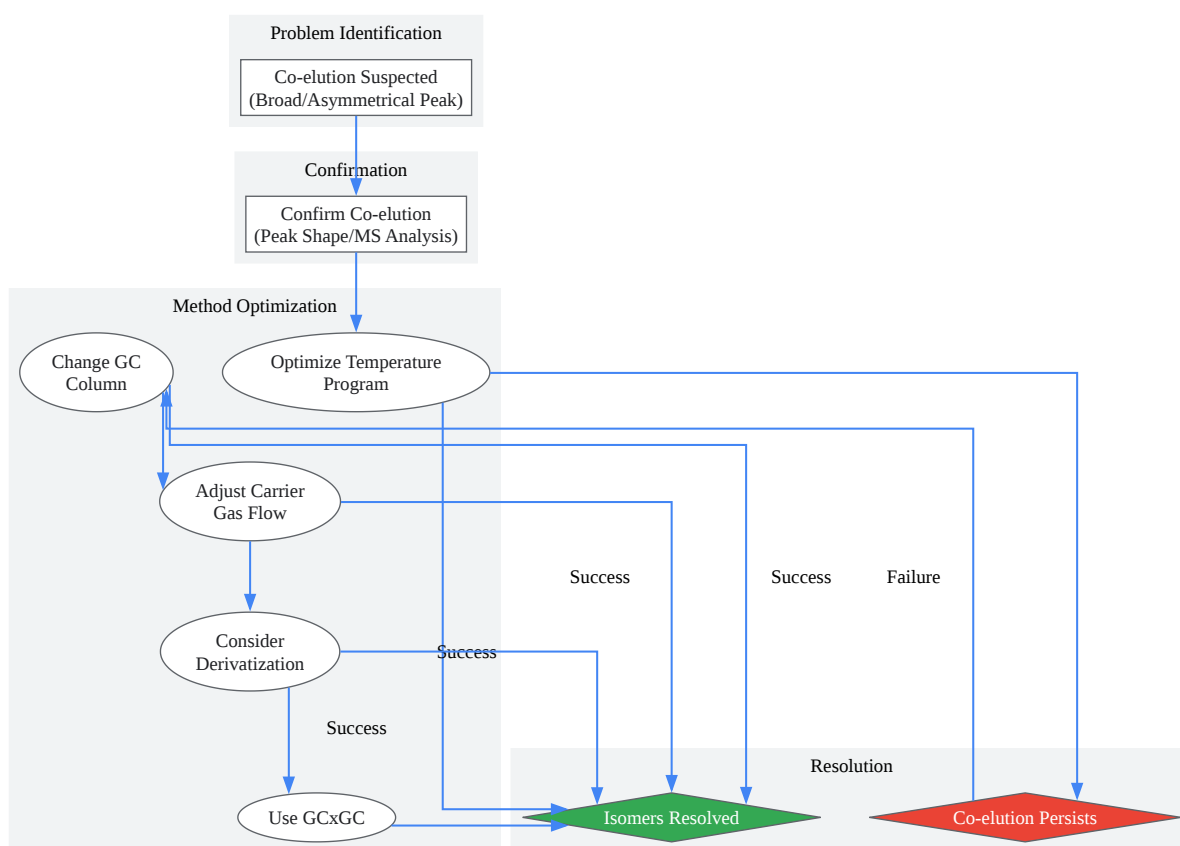 Problem Identification
Co-elution Suspected
(Broad/Asymmetrical Peak)
Confirmation
Confirm Co-elution
(Peak Shape/MS Analysis)
Method Optimization
Change GC
Column
Optimize Temperature
Program
Adjust Carrier
Gas Flow
Success
Success
Failure
Consider
Derivatization
Success
Success
Resolution
Use GCxGC
Isomers Resolved
Co-elution Persists